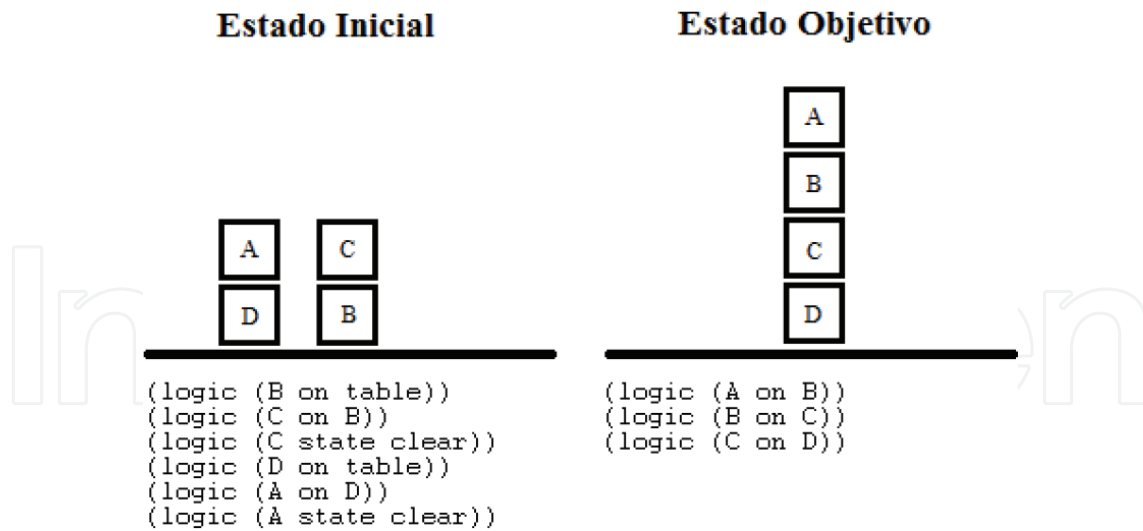 Estado Inicial
Estado Objetivo
A
B
A
C
C
D
B
D
(logic (B on table))
(logic (C on B))
(logic (C state clear))
(logic (D on table))
(logic (A on D))
(logic (A state clear))
(logic (A on B))
(logic (B on C))
(logic (C on D))